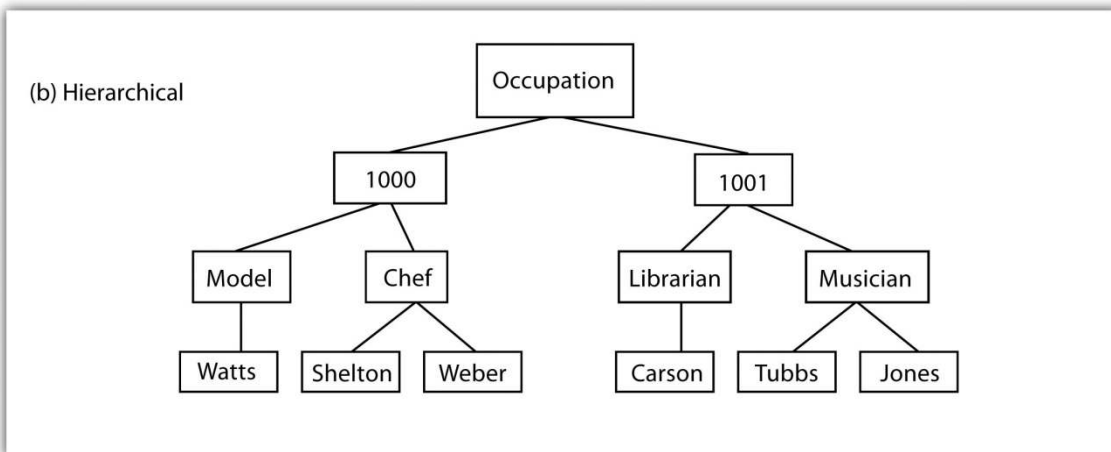 (b) Hierarchical
Occupation
1000
1001
Model
Chef
Librarian
Musician
Watts
Shelton
Weber
Carson
Tubbs
Jones